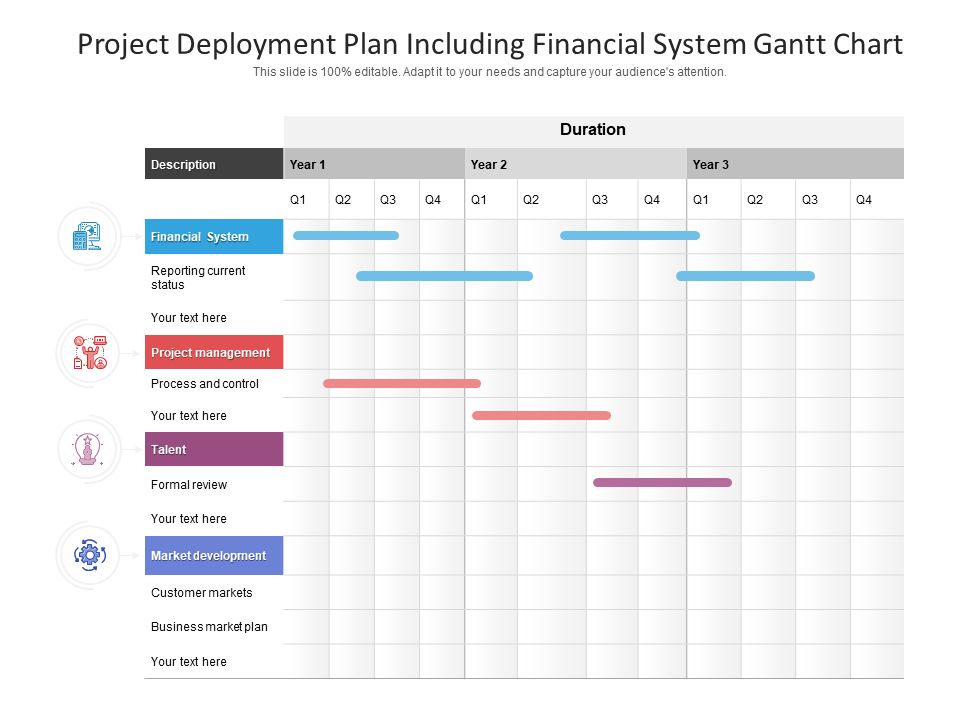 Project Deployment Plan Including Financial System Gantt Chart
This slide is 100% editable. Adapt it to your needs and capture your audience's attention.
Duration
Description Year 1 Year 2 Year 3
Q1 Q2 Q3 Q4 Q1 Q2 Q3 Q4 Q1 Q2 Q3 Q4
Financial System
Reporting current
status
Your text here
Project management
Process and control
Your text here
Talent
Formal review
Your text here
Market development
Customer markets
Business market plan
Your text here